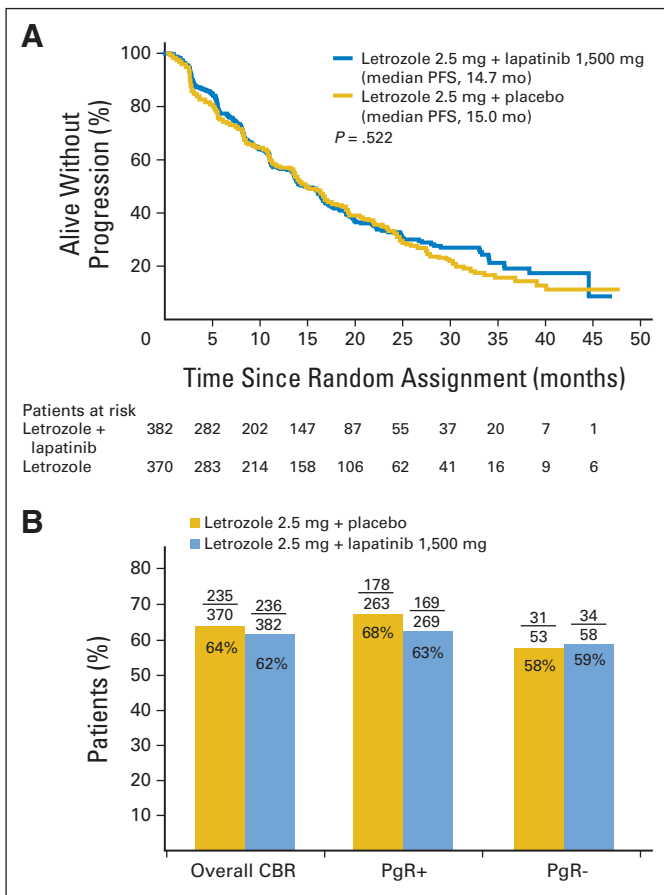 A
Letrozole 2.5 mg + lapatinib 1,500 mg
(median PFS, 14.7 mo)
Letrozole 2.5 mg + placebo
(median PFS, 15.0 mo)
P = .522
Alive Without
Progression (%)
100
80
60
40
20
0 5 10 15 20 25 30 35 40 45 50
Time Since Random Assignment (months)
Patients at risk
Letrozole +
lapatinib
382 282 202 147 87 55 37 20 7 1
Letrozole 370 283 214 158 106 62 41 16 9 6
B
Letrozole 2.5 mg + placebo
Letrozole 2.5 mg + lapatinib 1,500 mg
Patients (%)
80
70
60
50
40
30
20
10
235
370
236
382
178
263
169
269
31
53
34
58
64% 62% 68% 63% 58% 59%
Overall CBR PgR+ PgR-